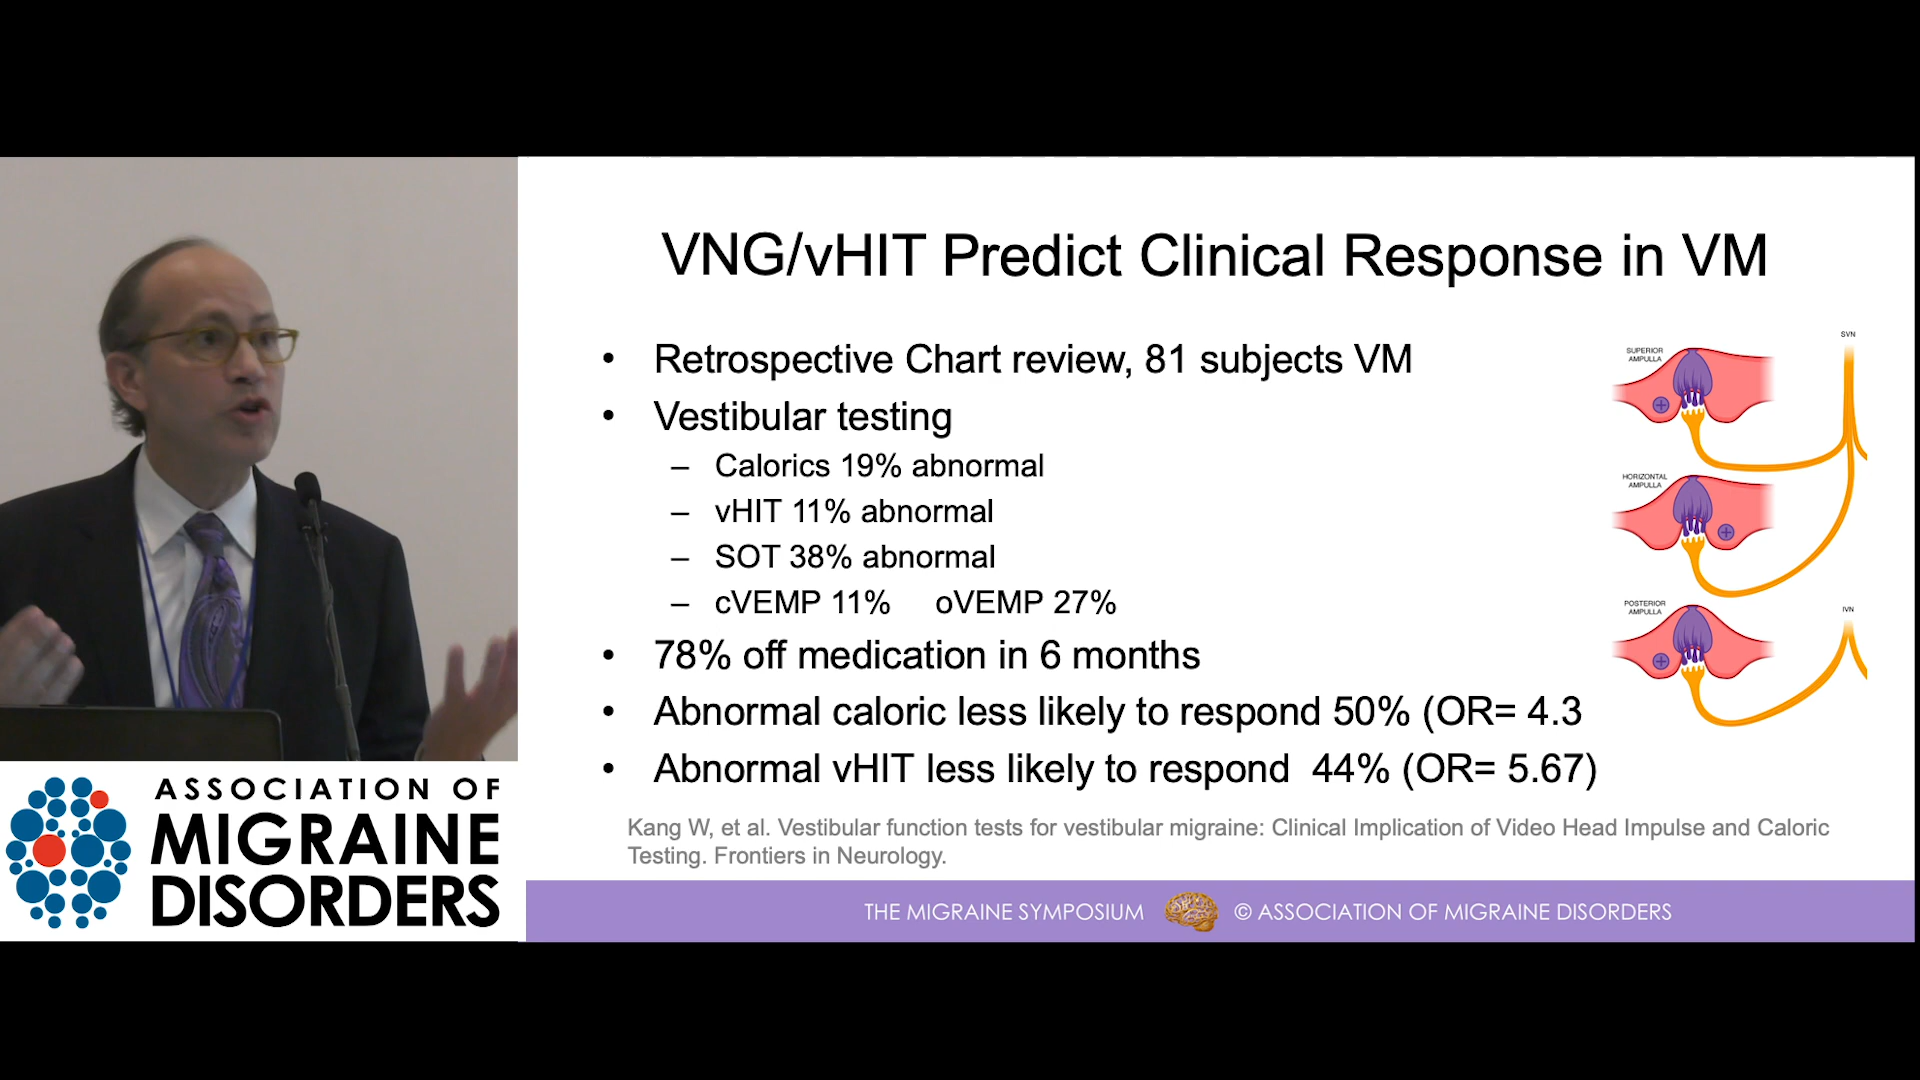 VNG/vHIT Predict Clinical Response in VM
• Retrospective Chart review, 81 subjects VM
• Vestibular testing
– Calorics 19% abnormal
– vHIT 11% abnormal
– SOT 38% abnormal
– cVEMP 11% oVEMP 27%
• 78% off medication in 6 months
• Abnormal caloric less likely to respond 50% (OR= 4.3
• Abnormal vHIT less likely to respond 44% (OR= 5.67)
SVN
SUPERIOR
AMPULLA
HORIZONTAL
AMPULLA
POSTERIOR
AMPULLA
IVN
Kang W, et al. Vestibular function tests for vestibular migraine: Clinical Implication of Video Head Impulse and Caloric
Testing. Frontiers in Neurology.
THE MIGRAINE SYMPOSIUM © ASSOCIATION OF MIGRAINE DISORDERS
ASSOCIATION OF
MIGRAINE
DISORDERS